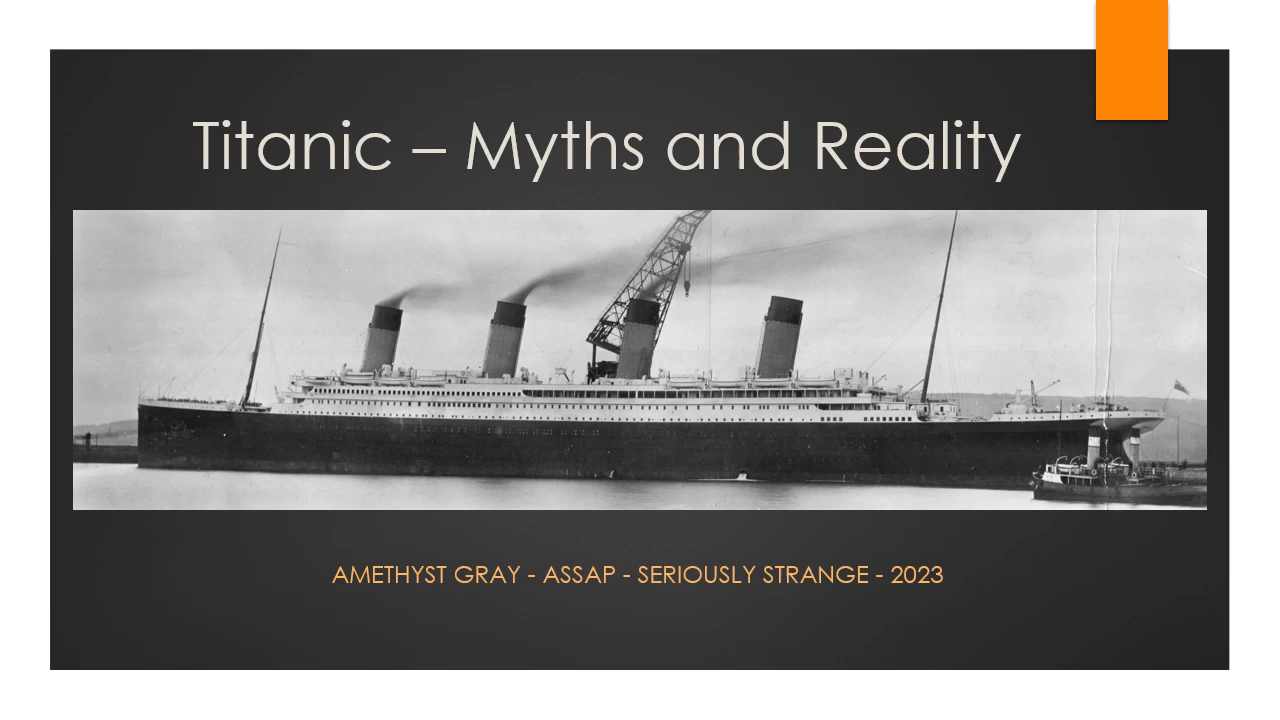 Titanic – Myths and Reality
AMETHYST GRAY - ASSAP - SERIOUSLY STRANGE - 2023